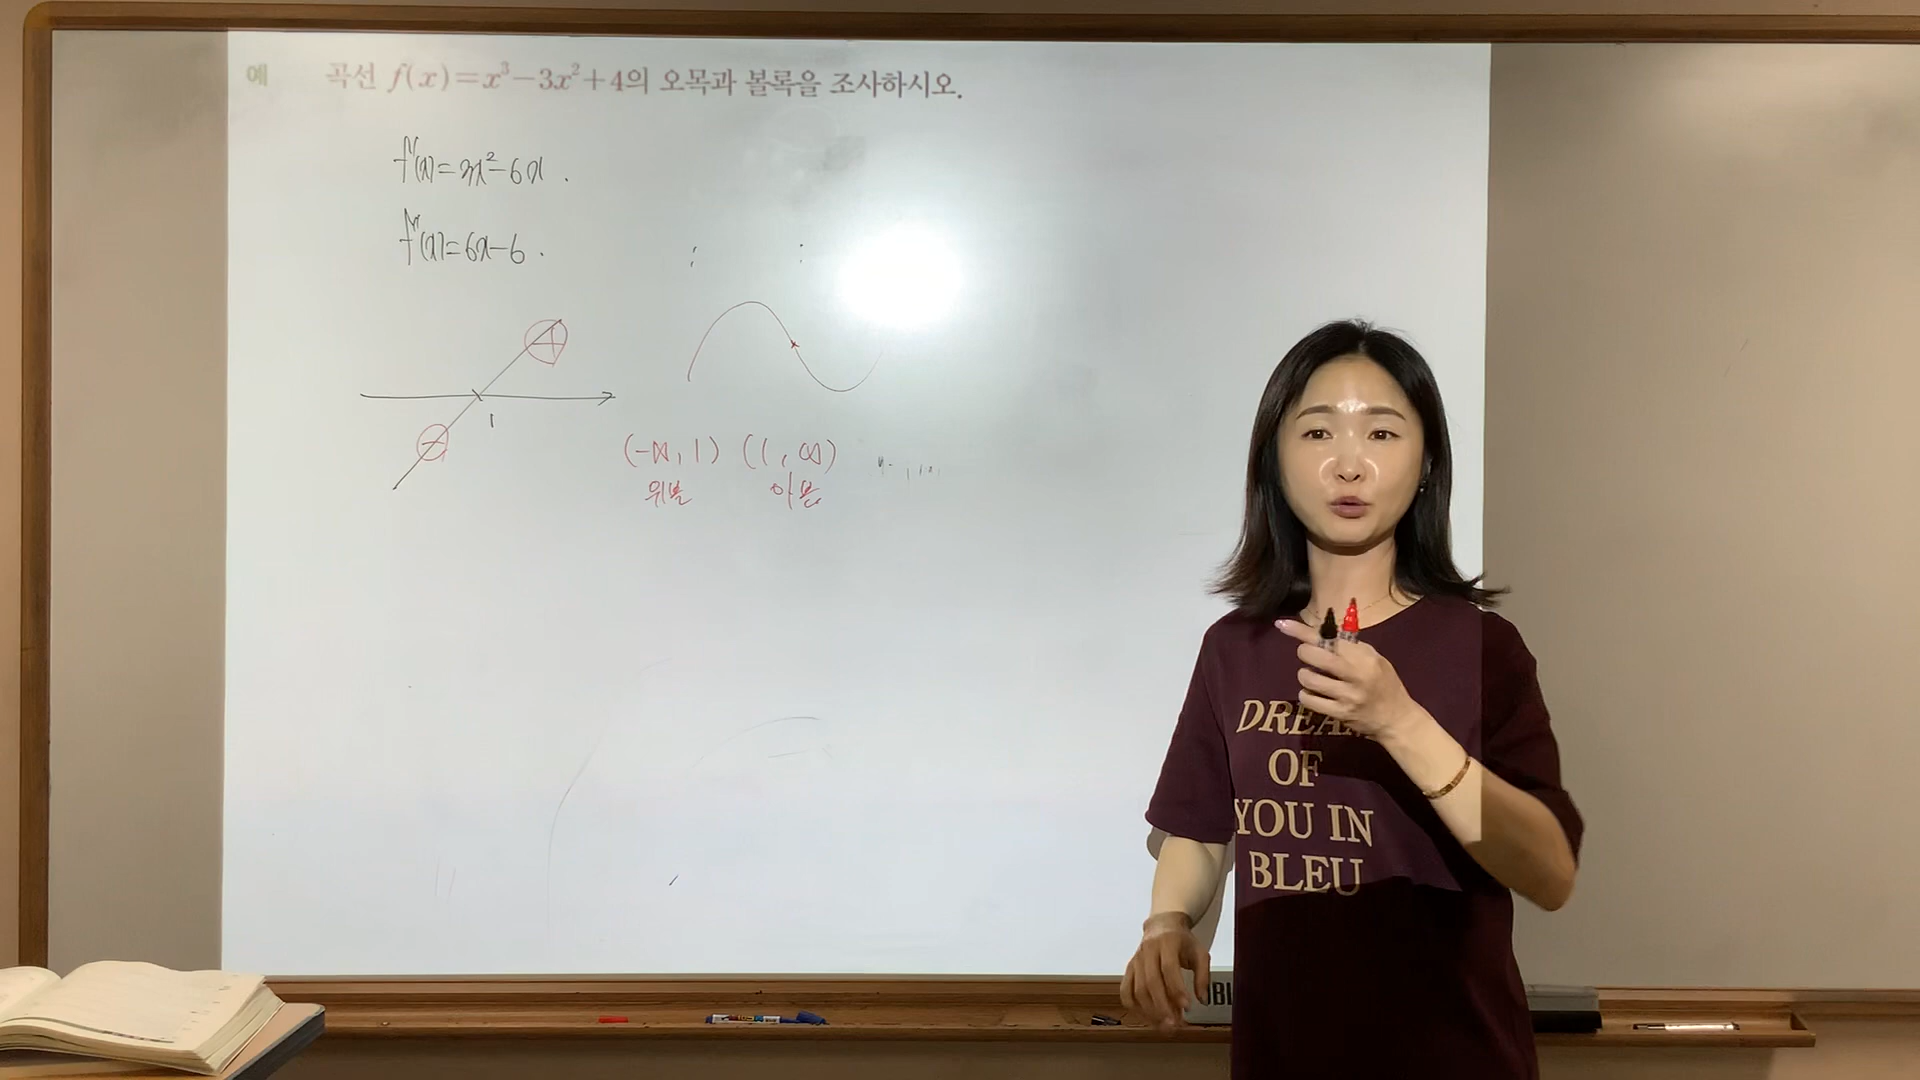 예 곡선 f(x)=x³-3x²+4의 오목과 볼록을 조사하시오.
f'(x)=3x²-6x.
f''(x)=6x-6.
+
-
1
(-∞, 1) (1, ∞)
위볼 아볼
DREAM
OF
YOU IN
BLEU